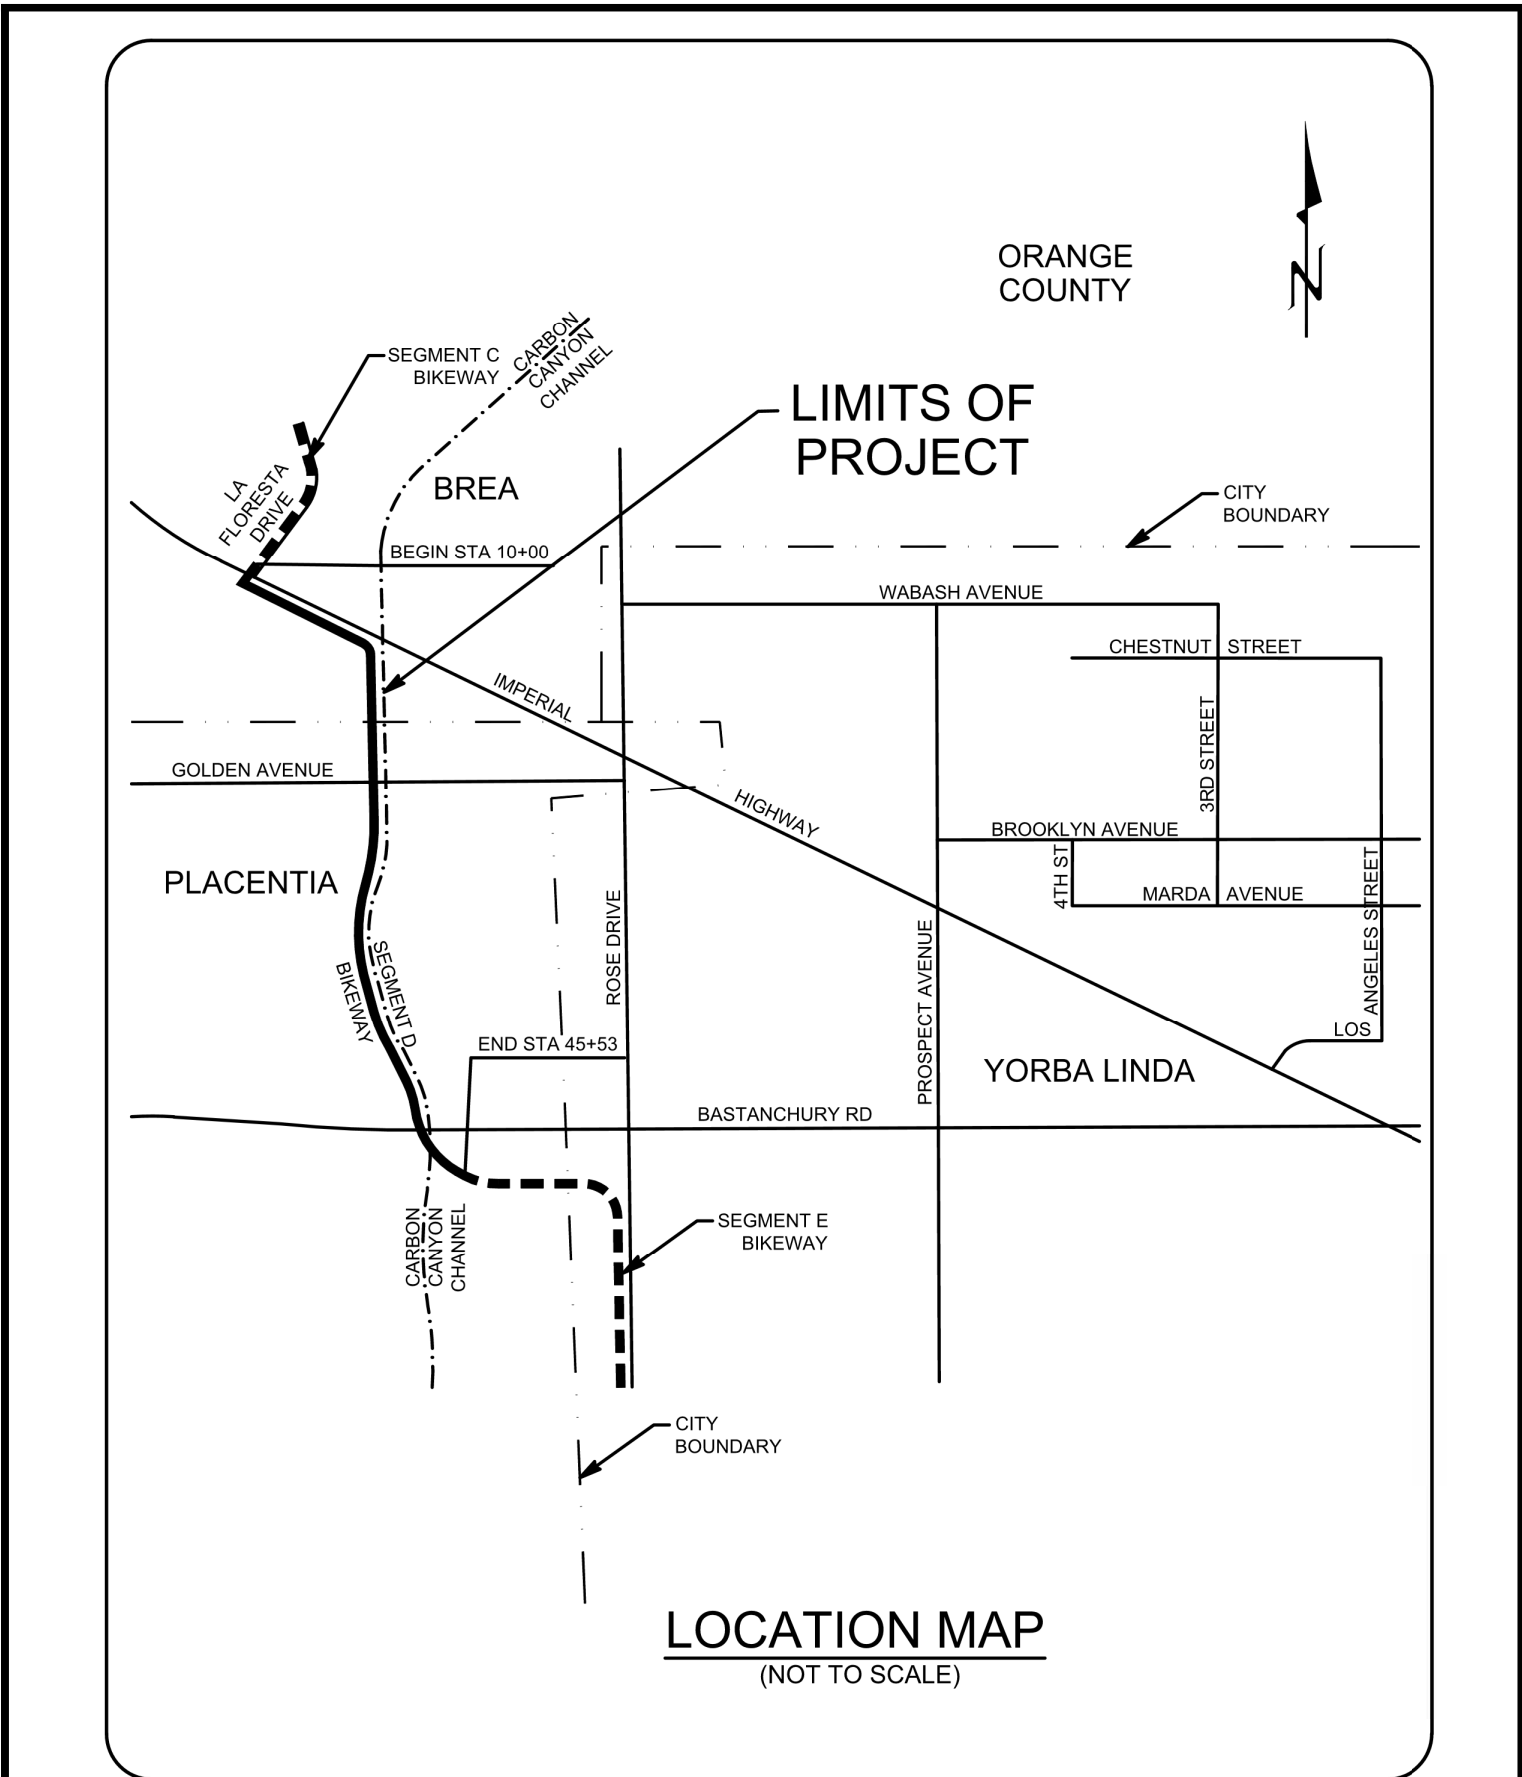 ORANGE
COUNTY
N
CARBON
CANYON
CHANNEL
SEGMENT C
BIKEWAY
LIMITS OF
PROJECT
LA
FLORESTA
DRIVE
BREA
CITY
BOUNDARY
BEGIN STA 10+00
WABASH AVENUE
CHESTNUT STREET
IMPERIAL
HIGHWAY
3RD STREET
GOLDEN AVENUE
BROOKLYN AVENUE
4TH ST
MARDA AVENUE
PLACENTIA
ROSE DRIVE
PROSPECT AVENUE
LOS
ANGELES STREET
SEGMENT D
BIKEWAY
END STA 45+53
YORBA LINDA
BASTANCHURY RD
CARBON
CANYON
CHANNEL
SEGMENT E
BIKEWAY
CITY
BOUNDARY
LOCATION MAP
(NOT TO SCALE)